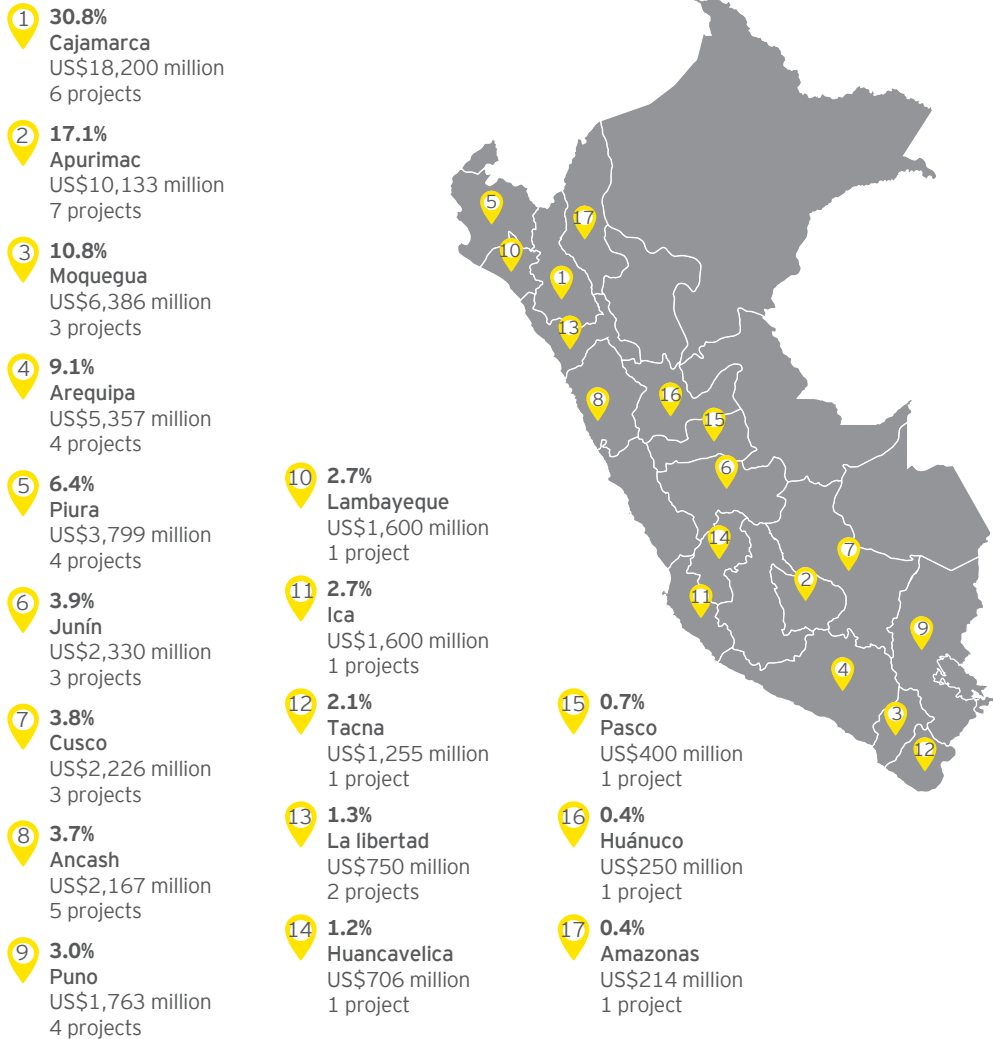 1
30.8%
Cajamarca
US$18,200 million
6 projects
2
17.1%
Apurimac
US$10,133 million
7 projects
3
10.8%
Moquegua
US$6,386 million
3 projects
4
9.1%
Arequipa
US$5,357 million
4 projects
5
6.4%
Piura
US$3,799 million
4 projects
6
3.9%
Junín
US$2,330 million
3 projects
7
3.8%
Cusco
US$2,226 million
3 projects
8
3.7%
Ancash
US$2,167 million
5 projects
9
3.0%
Puno
US$1,763 million
4 projects
10
2.7%
Lambayeque
US$1,600 million
1 project
11
2.7%
Ica
US$1,600 million
1 projects
12
2.1%
Tacna
US$1,255 million
1 project
13
1.3%
La libertad
US$750 million
2 projects
14
1.2%
Huancavelica
US$706 million
1 project
15
0.7%
Pasco
US$400 million
1 project
16
0.4%
Huánuco
US$250 million
1 project
17
0.4%
Amazonas
US$214 million
1 project
5
17
10
1
13
8
16
15
6
14
7
2
11
9
4
3
12